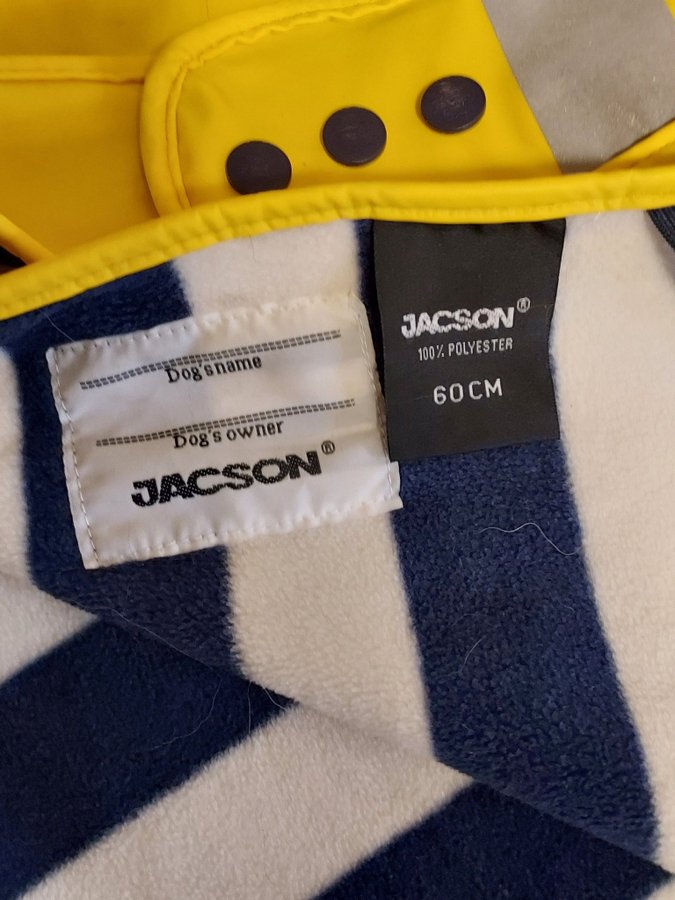 Dog's name
Dog's owner
JACSON®
JACSON®
100% POLYESTER
60CM